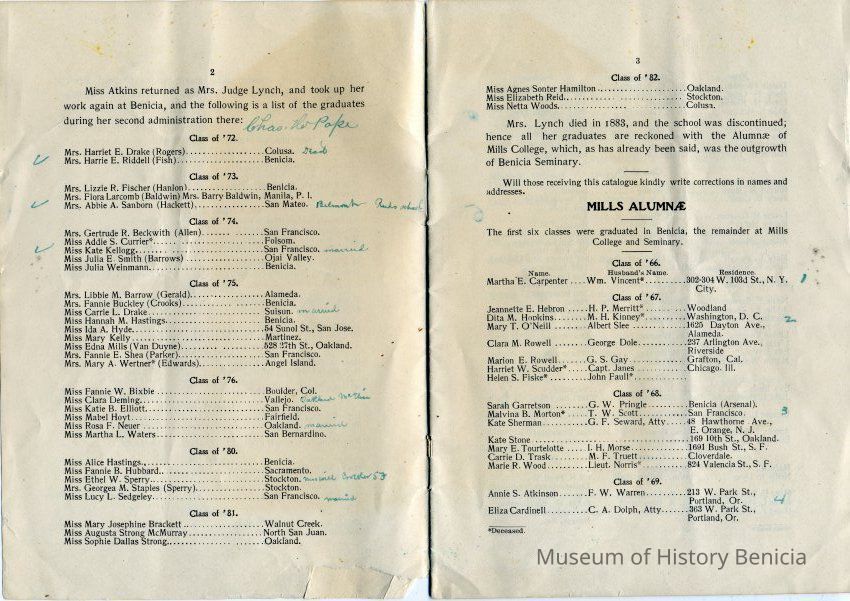 2
Miss Atkins returned as Mrs. Judge Lynch, and took up her
work again at Benicia, and the following is a list of the graduates
during her second administration there:
Class of '72.
Mrs. Harriet E. Drake (Rogers)..................Colusa. Dead
Mrs. Harrie E. Riddell (Fish)...................Benicia.
Class of '73.
Mrs. Lizzie R. Fischer (Hanlon)................Benicia.
Mrs. Flora Larcomb (Baldwin) Mrs. Barry Baldwin, Manila, P. I.
Mrs. Abbie A. Sanborn (Hackett)...............San Mateo. Belmont
Class of '74.
Mrs. Gertrude R. Beckwith (Allen)..............San Francisco.
Miss Addie S. Currier*.........................Folsom.
Miss Kate Kellogg..............................San Francisco. married
Miss Julia E. Smith (Barrows)..................Ojai Valley.
Miss Julia Weinmann............................Benicia.
Class of '75.
Mrs. Libbie M. Barrow (Gerald).................Alameda.
Mrs. Fannie Buckley (Crooks)...................Benicia.
Miss Carrie L. Drake...........................Suisun. married
Miss Hannah M. Hastings........................Benicia.
Miss Ida A. Hyde...............................54 Sunol St., San Jose.
Miss Mary Kelly................................Martinez.
Miss Edna Mills (Van Duyne)....................528 27th St., Oakland.
Mrs. Fannie E. Shea (Parker)...................San Francisco.
Mrs. Mary A. Wertner* (Edwards)................Angel Island.
Class of '76.
Miss Fannie W. Bixbie .........................Boulder, Col.
Miss Clara Deming..............................Vallejo. Oakland
Miss Katie B. Elliott..........................San Francisco.
Miss Mabel Hoyt................................Fairfield.
Miss Rosa F. Neuer.............................Oakland. married
Miss Martha L. Waters..........................San Bernardino.
Class of '80.
Miss Alice Hastings.,..........................Benicia.
Miss Fannie B. Hubbard.........................Sacramento.
Miss Ethel W. Sperry...........................Stockton.
Mrs. Georgea M. Staples (Sperry)...............Stockton.
Miss Lucy L. Sedgeley..........................San Francisco. married
Class of '81.
Miss Mary Josephine Brackett ..................Walnut Creek.
Miss Augusta Strong McMurray...................North San Juan.
Miss Sophie Dallas Strong......................Oakland.
3
Class of '82.
Miss Agnes Sonter Hamilton.....................Oakland.
Miss Elizabeth Reid............................Stockton.
Miss Netta Woods...............................Colusa.
Mrs. Lynch died in 1883, and the school was discontinued;
hence all her graduates are reckoned with the Alumnæ of
Mills College, which, as has already been said, was the outgrowth
of Benicia Seminary.
Will those receiving this catalogue kindly write corrections in names and
addresses.
MILLS ALUMNÆ
The first six classes were graduated in Benicia, the remainder at Mills
College and Seminary.
Class of '66.
Name. Husband's Name. Residence.
Martha E. Carpenter ....Wm. Vincent*............302-304 W. 103d St., N. Y. 1
City.
Class of '67.
Jeannette E. Hebron ....H. P. Merritt*..........Woodland
Dita M. Hopkins ........M. H. Kinney*...........Washington, D. C. 2
Mary T. O'Neill ........Albert Slee ............1625 Dayton Ave.,
Alameda.
Clara M. Rowell ........George Dole.............237 Arlington Ave.,
Riverside
Marion E. Rowell........G. S. Gay...............Grafton, Cal.
Harriet W. Scudder*.....Capt. Janes.............Chicago. Ill.
Helen S. Fiske*.........John Fault*.............
Class of '68.
Sarah Garretson ........G. W. Pringle...........Benicia (Arsenal).
Malvina B. Morton*......T. W. Scott.............San Francisco. 3
Kate Sherman ...........G. F. Seward, Atty......48 Hawthorne Ave.,
E. Orange, N. J.
Kate Stone .....................................169 10th St., Oakland.
Mary E. Tourtelotte ....I. H. Morse.............1691 Bush St., S. F.
Carrie D. Trask ........M. F. Truett............Cloverdale.
Marie R. Wood...........Lieut. Norris*..........824 Valencia St., S. F.
Class of '69.
Annie S. Atkinson.......F. W. Warren............213 W. Park St., 4
Portland, Or.
Eliza Cardinell ........C. A. Dolph, Atty.......363 W. Park St.,
Portland, Or.
*Deceased.
Museum of History Benicia